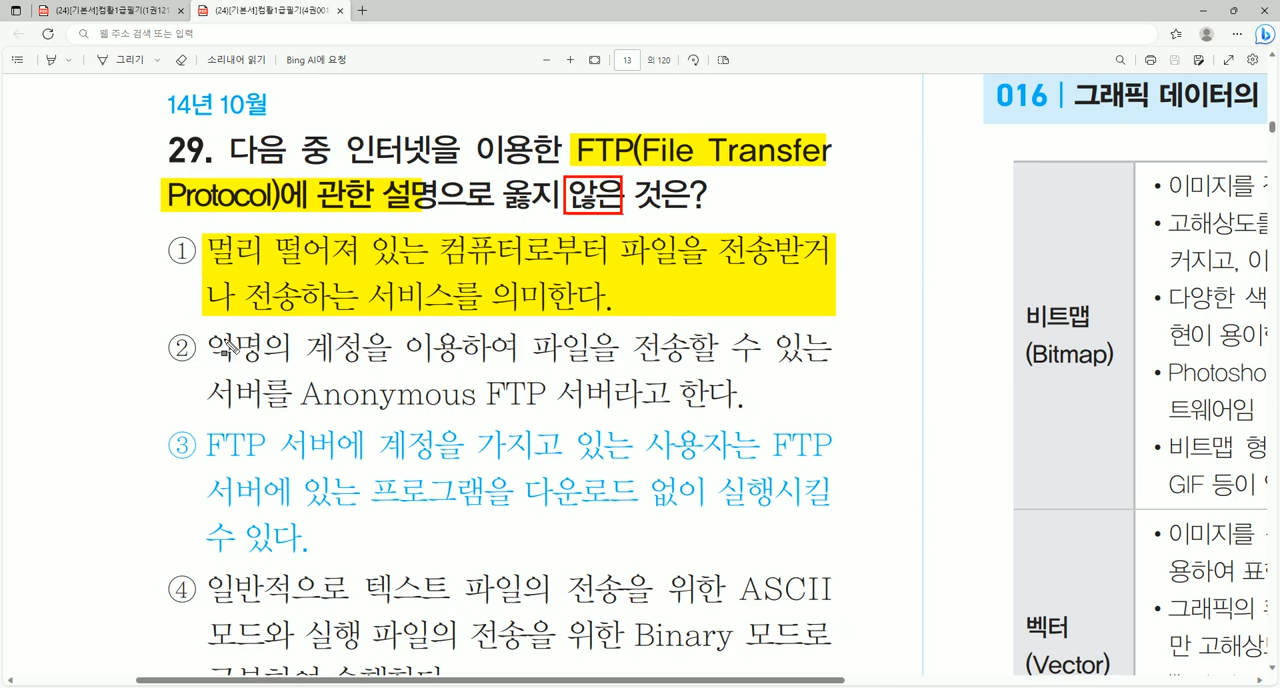 (24)[기본서]컴활1급필기(1권121
(24)[기본서]컴활1급필기(4권001
웹 주소 검색 또는 입력
그리기
소리내어 읽기
Bing AI에 요청
13
의 120
14년 10월
29. 다음 중 인터넷을 이용한 FTP(File Transfer
Protocol)에 관한 설명으로 옳지 않은 것은?
① 멀리 떨어져 있는 컴퓨터로부터 파일을 전송받거
나 전송하는 서비스를 의미한다.
② 익명의 계정을 이용하여 파일을 전송할 수 있는
서버를 Anonymous FTP 서버라고 한다.
③ FTP 서버에 계정을 가지고 있는 사용자는 FTP
서버에 있는 프로그램을 다운로드 없이 실행시킬
수 있다.
④ 일반적으로 텍스트 파일의 전송을 위한 ASCII
모드와 실행 파일의 전송을 위한 Binary 모드로
016 | 그래픽 데이터의
비트맵
(Bitmap)
• 이미지를
• 고해상도를
커지고, 이
• 다양한 색
현이 용이
• Photosho
트웨어임
• 비트맵 형
GIF 등이
벡터
(Vector)
• 이미지를
용하여 표
• 그래픽의
만 고해상